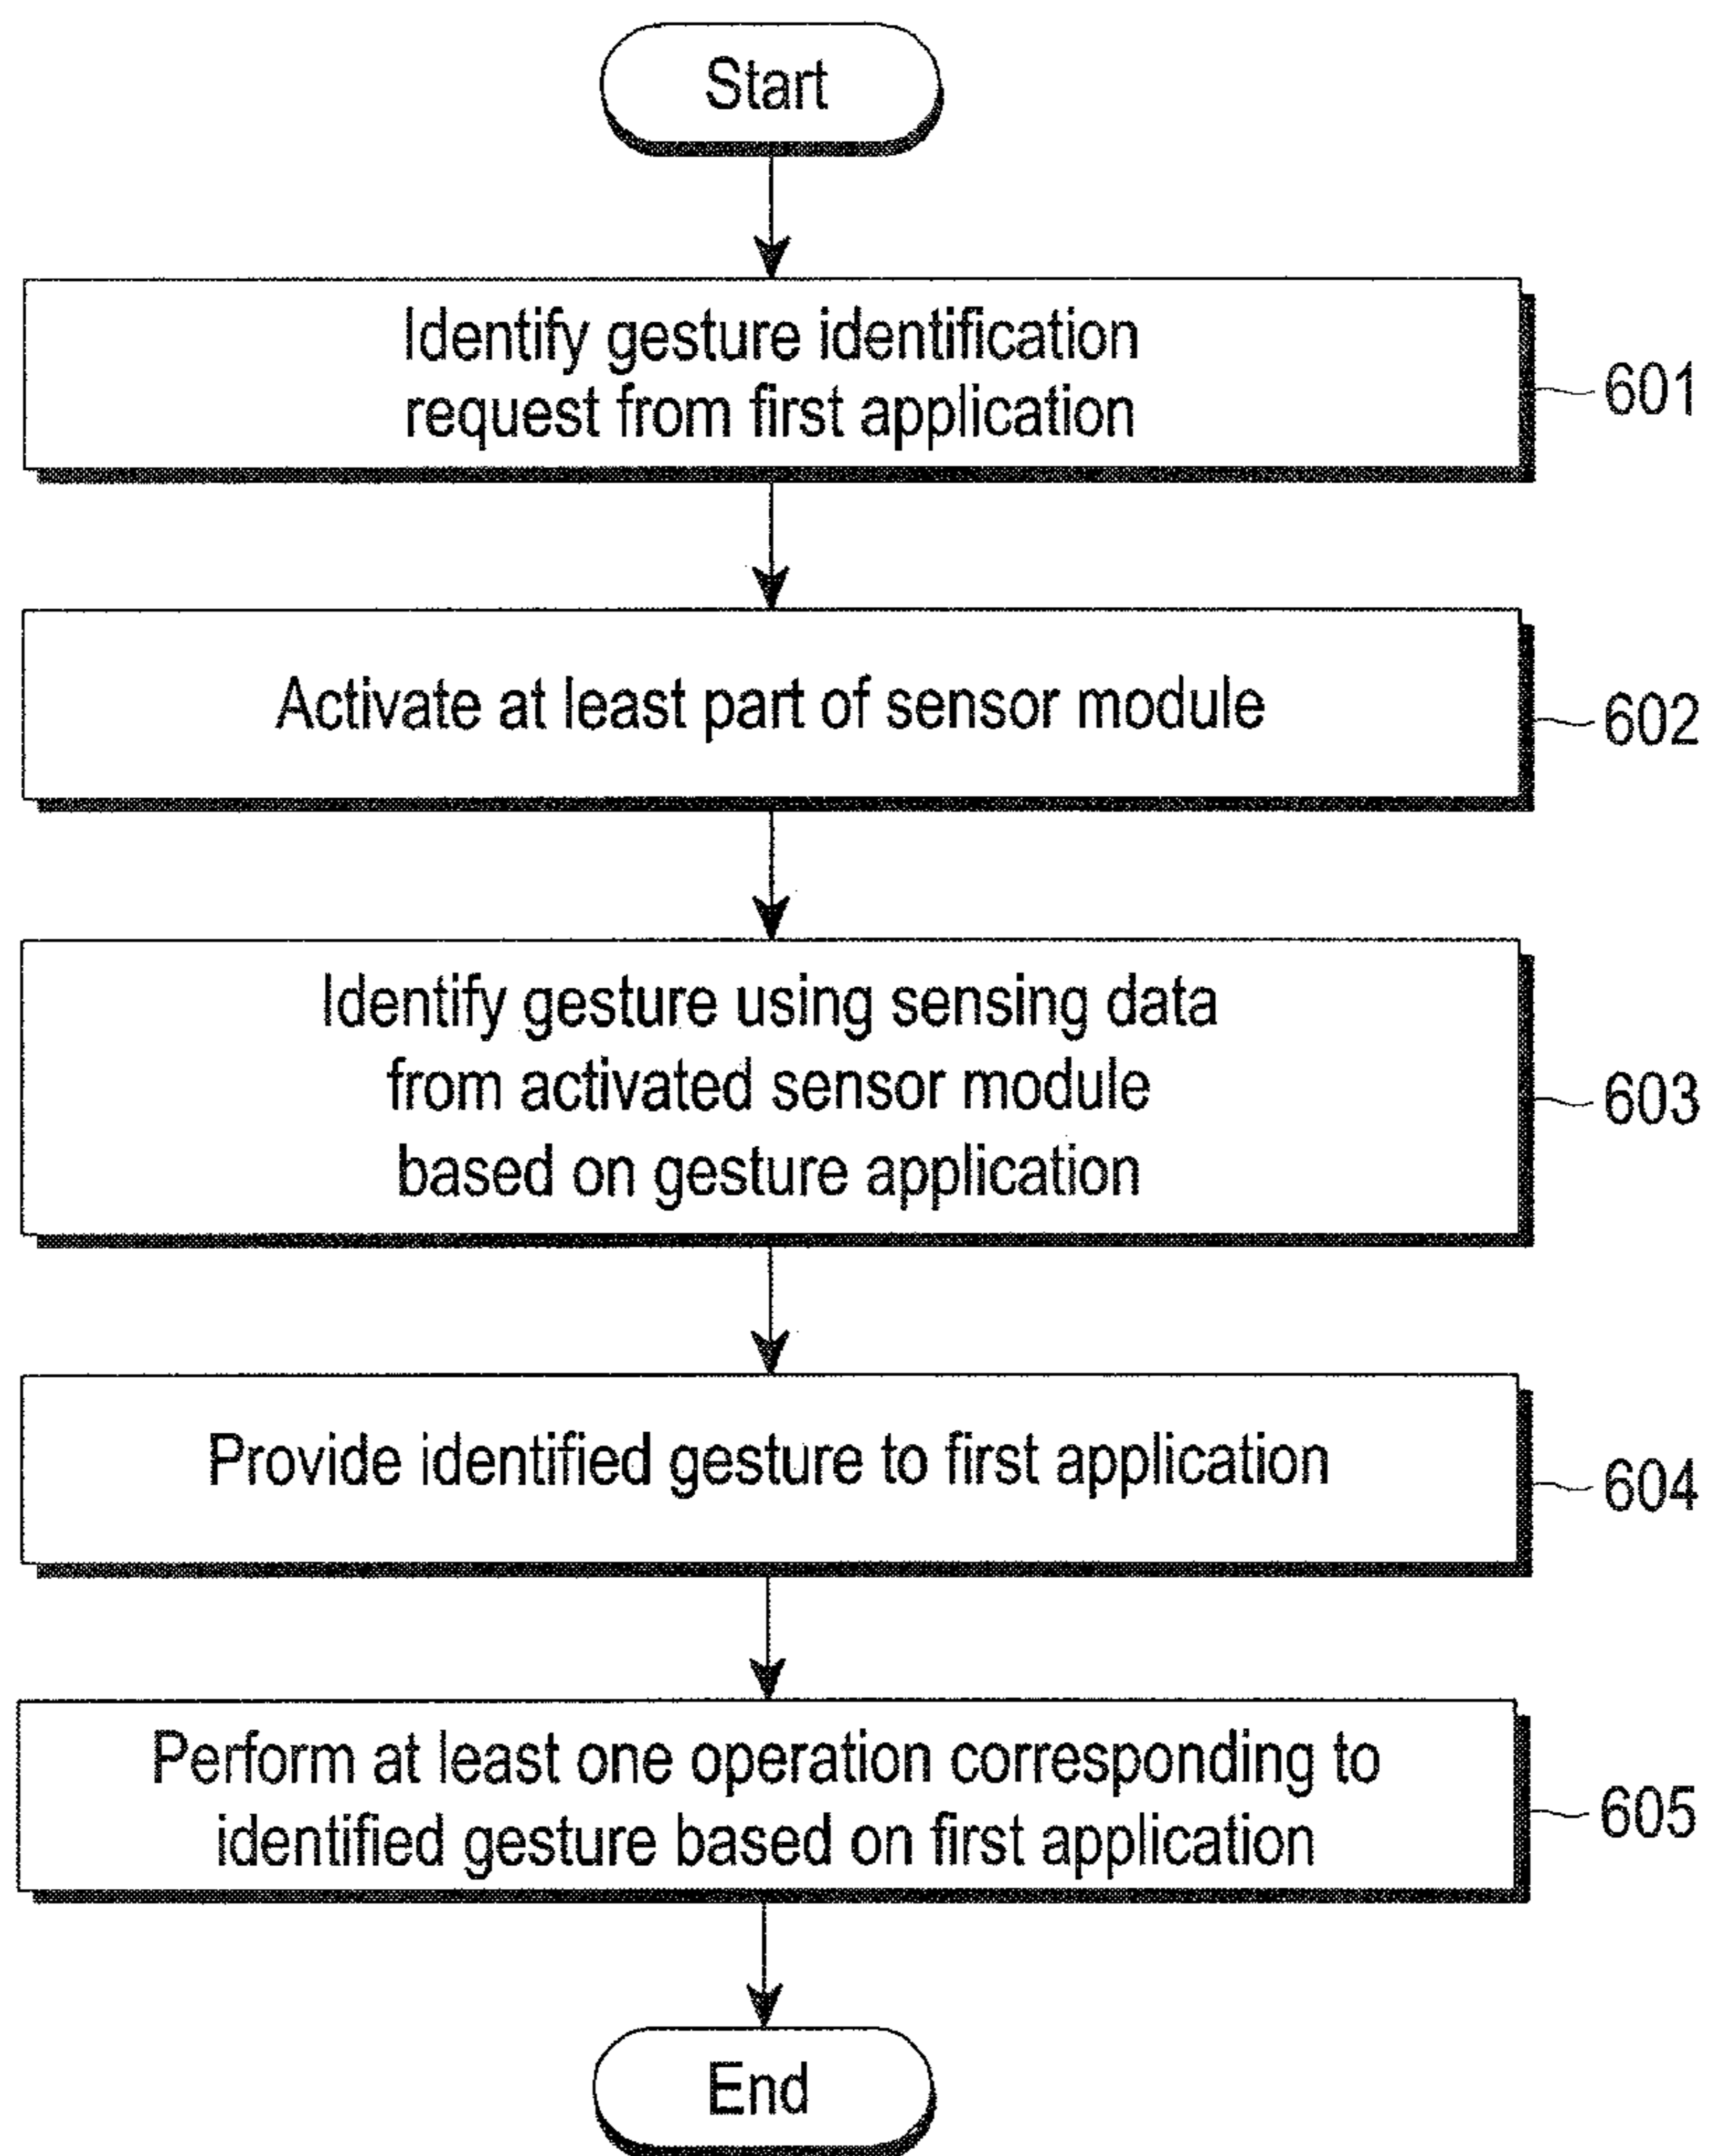 Start
Identify gesture identification
request from first application
601
Activate at least part of sensor module
602
Identify gesture using sensing data
from activated sensor module
based on gesture application
603
Provide identified gesture to first application
604
Perform at least one operation corresponding to
identified gesture based on first application
605
End